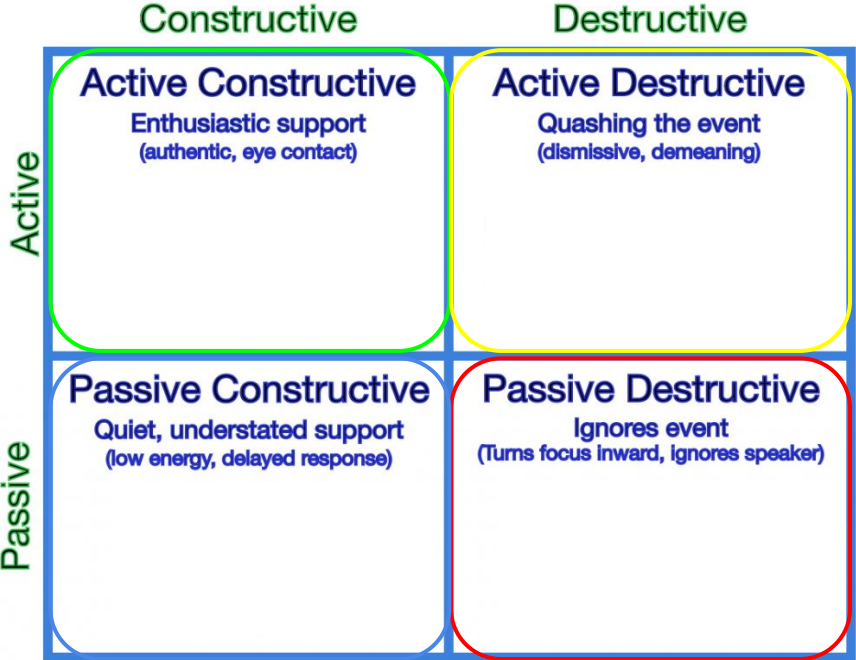 Constructive
Destructive
Active
Active Constructive
Enthusiastic support
(authentic, eye contact)
Active Destructive
Quashing the event
(dismissive, demeaning)
Passive
Passive Constructive
Quiet, understated support
(low energy, delayed response)
Passive Destructive
Ignores event
(Turns focus inward, ignores speaker)